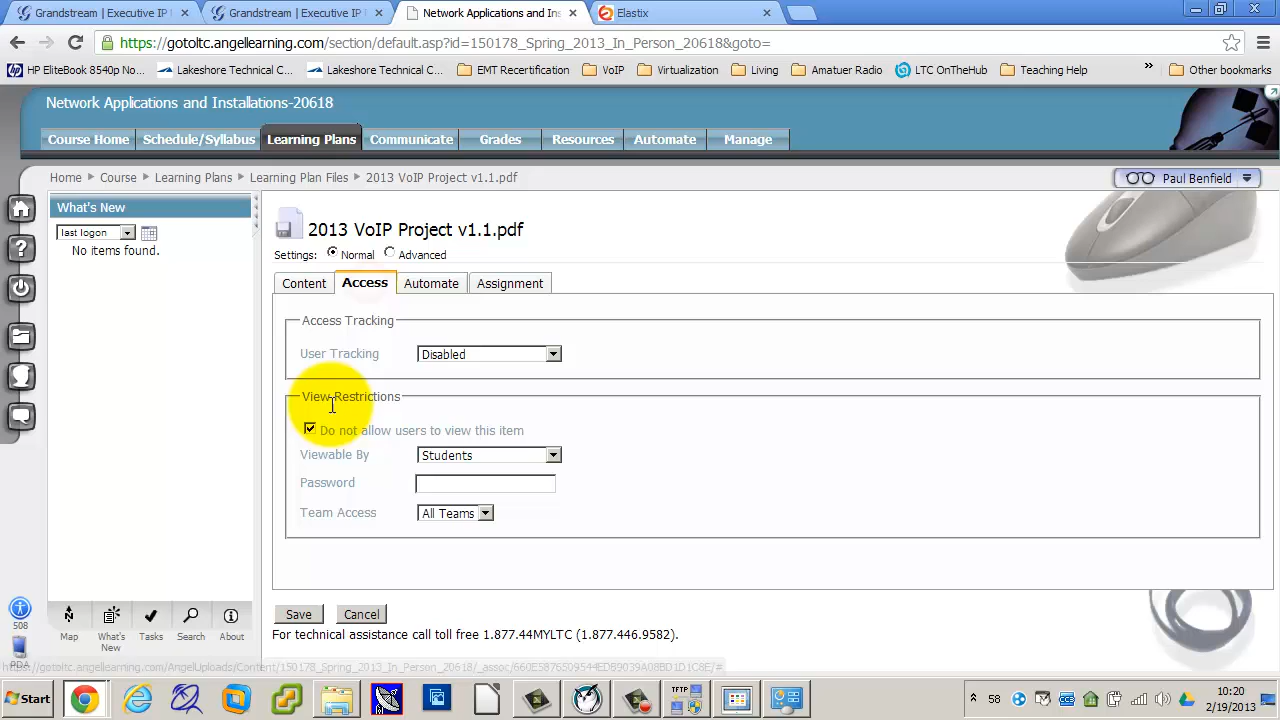 Grandstream | Executive IP
Grandstream | Executive IP
Network Applications and Ins
Elastix
https://gotoltc.angellearning.com/section/default.asp?id=150178_Spring_2013_In_Person_20618&goto=
HP EliteBook 8540p No...
Lakeshore Technical C...
Lakeshore Technical C...
EMT Recertification
VoIP
Virtualization
Living
Amatuer Radio
LTC OnTheHub
Teaching Help
»
Other bookmarks
Network Applications and Installations-20618
Course Home
Schedule/Syllabus
Learning Plans
Communicate
Grades
Resources
Automate
Manage
Home ▸ Course ▸ Learning Plans ▸ Learning Plan Files ▸ 2013 VoIP Project v1.1.pdf
Paul Benfield
What's New
last logon
No items found.
2013 VoIP Project v1.1.pdf
Settings: Normal Advanced
Content
Access
Automate
Assignment
Access Tracking
User Tracking
Disabled
View Restrictions
Do not allow users to view this item
Viewable By
Students
Password
Team Access
All Teams
Save
Cancel
For technical assistance call toll free 1.877.44MYLTC (1.877.446.9582).
508
PDA
Map
What's New
Tasks
Search
About
Start
TFTP
58
10:20
2/19/2013